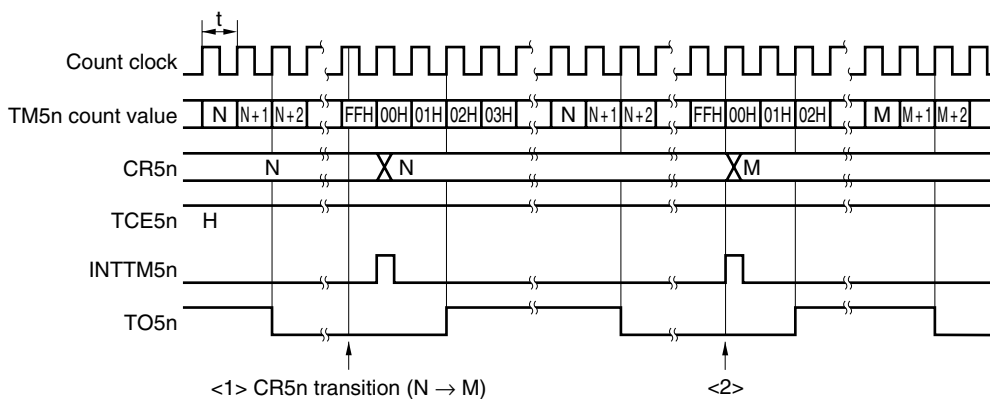 t
Count clock
TM5n count value N N+1 N+2 FFH 00H 01H 02H 03H N N+1 N+2 FFH 00H 01H 02H M M+1 M+2
CR5n N N M
TCE5n H
INTTM5n
TO5n
<1> CR5n transition (N → M) <2>